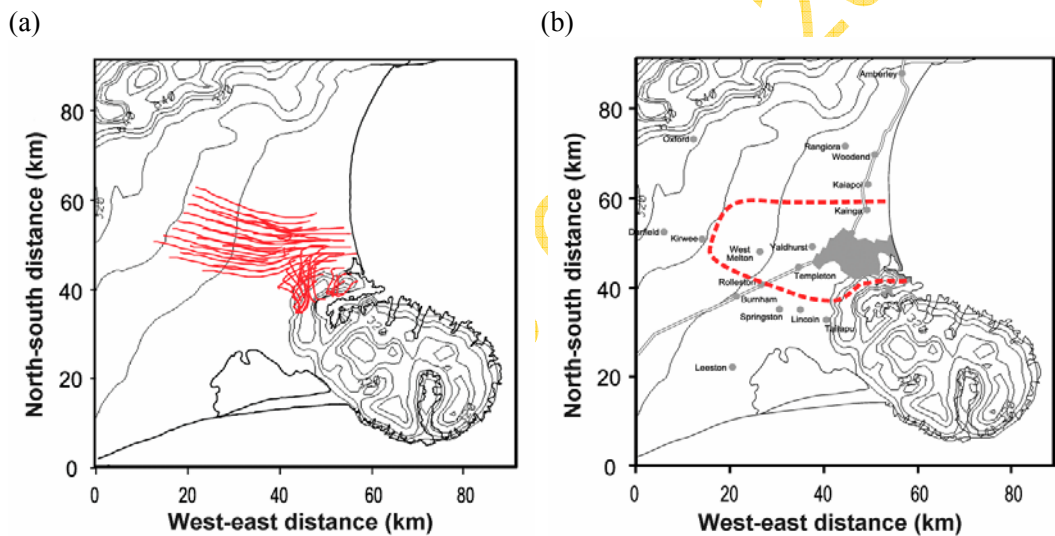 (a)
(b)
North-south distance (km)
80
60
40
20
0
0
20
40
60
80
West-east distance (km)
North-south distance (km)
80
60
40
20
0
0
20
40
60
80
West-east distance (km)
Amberley
Oxford
Rangiora
Woodend
Kaiapoi
Kainga
Darfield
Kirwee
West
Melton
Yaldhurst
Templeton
Rolleston
Burnham
Springston
Lincoln
Taitapu
Leeston